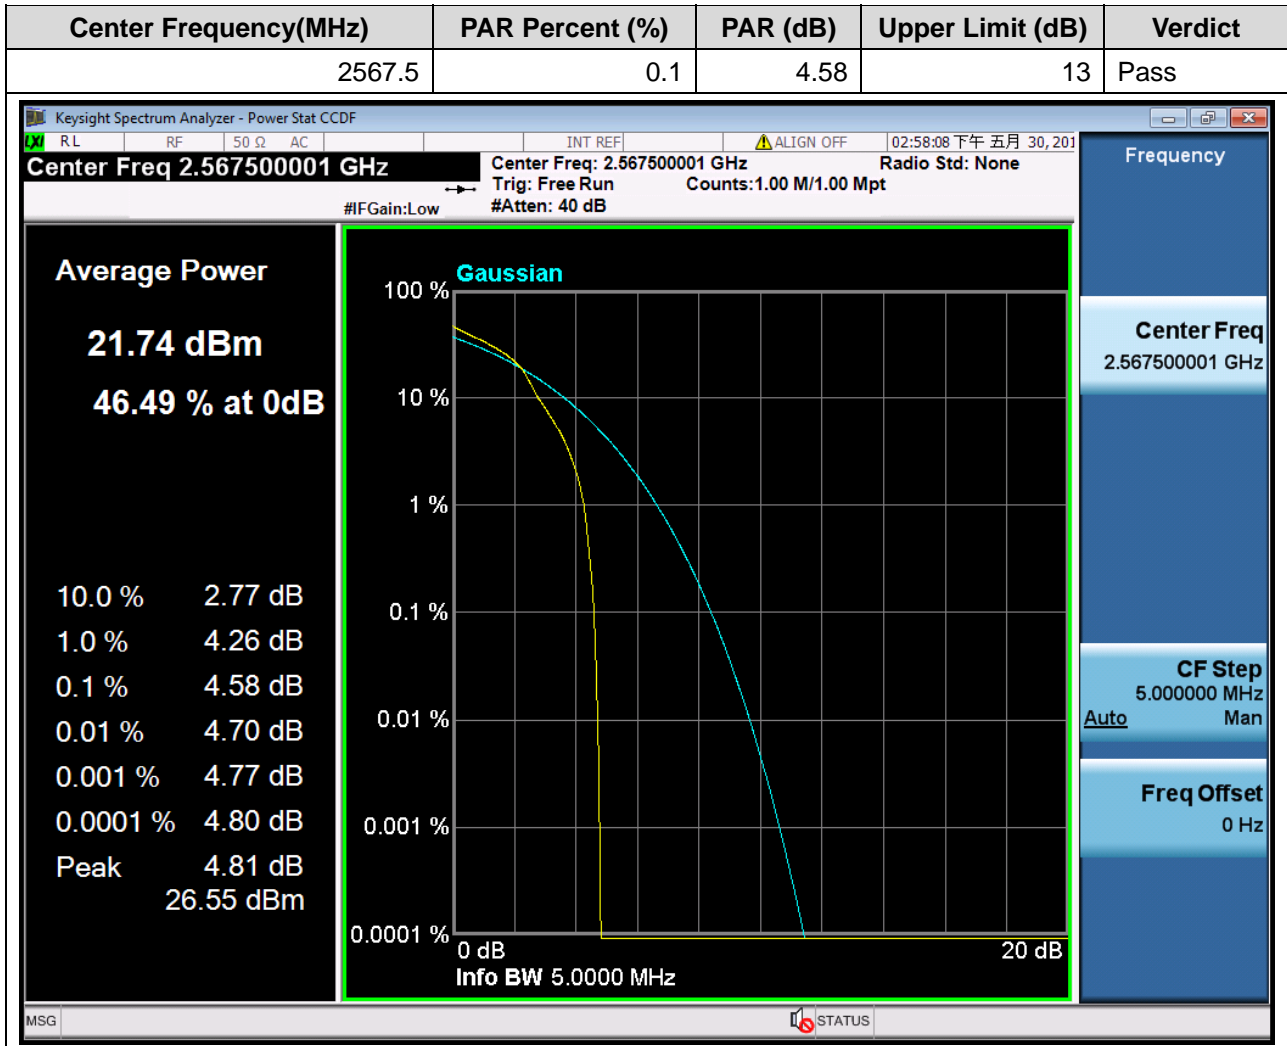 Center Frequency(MHz) PAR Percent (%) PAR (dB) Upper Limit (dB) Verdict
2567.5 0.1 4.58 13 Pass
Keysight Spectrum Analyzer - Power Stat CCDF
LXI RL RF 50 Ω AC INT REF ALIGN OFF 02:58:08 下午 五月 30, 201
Center Freq 2.567500001 GHz
Center Freq: 2.567500001 GHz Radio Std: None
Trig: Free Run Counts:1.00 M/1.00 Mpt
#IFGain:Low #Atten: 40 dB
Average Power
21.74 dBm
46.49 % at 0dB
10.0 % 2.77 dB
1.0 % 4.26 dB
0.1 % 4.58 dB
0.01 % 4.70 dB
0.001 % 4.77 dB
0.0001 % 4.80 dB
Peak 4.81 dB
26.55 dBm
Gaussian
100 %
10 %
1 %
0.1 %
0.01 %
0.001 %
0.0001 %
0 dB 20 dB
Info BW 5.0000 MHz
Frequency
Center Freq
2.567500001 GHz
CF Step
5.000000 MHz
Auto Man
Freq Offset
0 Hz
MSG STATUS